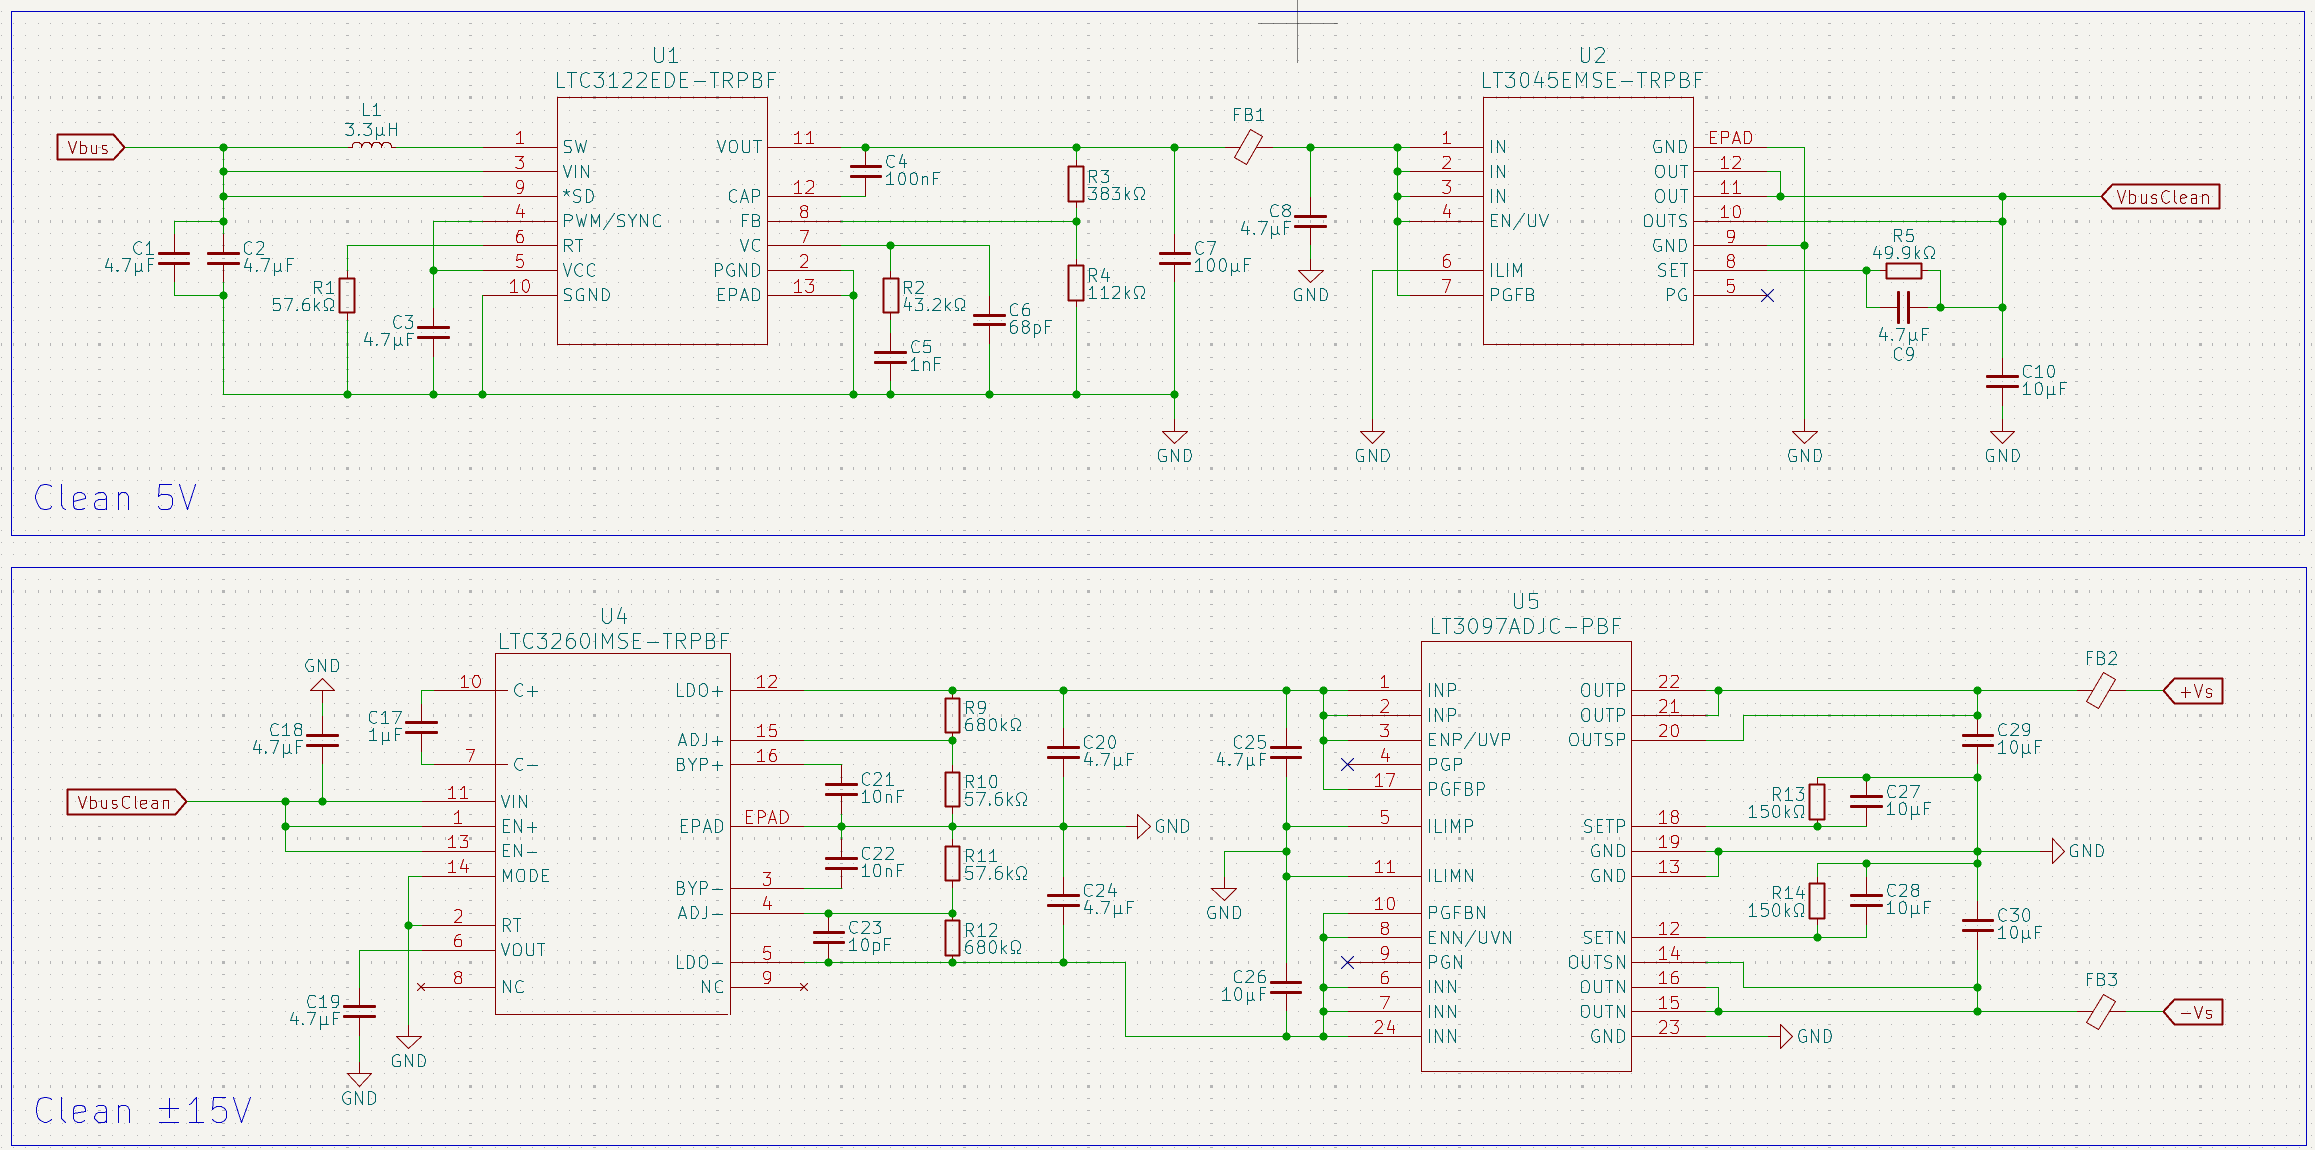 U1
LTC3122EDE-TRPBF
Vbus
L1
3.3µH
1 SW
3 VIN
9 *SD
4 PWM/SYNC
6 RT
5 VCC
10 SGND
VOUT 11
CAP 12
FB 8
VC 7
PGND 2
EPAD 13
C1
4.7µF
C2
4.7µF
R1
57.6kΩ
C3
4.7µF
C4
100nF
R2
43.2kΩ
C5
1nF
C6
68pF
R3
383kΩ
R4
112kΩ
C7
100µF
GND
FB1
C8
4.7µF
GND
GND
U2
LT3045EMSE-TRPBF
1 IN
2 IN
3 IN
4 EN/UV
6 ILIM
7 PGFB
GND EPAD
OUT 12
OUT 11
OUTS 10
GND 9
SET 8
PG 5
VbusClean
R5
49.9kΩ
4.7µF
C9
C10
10µF
GND
GND
Clean 5V
U4
LTC3260IMSE-TRPBF
GND
C18
4.7µF
C17
1µF
VbusClean
10 C+
7 C-
11 VIN
1 EN+
13 EN-
14 MODE
2 RT
6 VOUT
8 NC
LDO+ 12
ADJ+ 15
BYP+ 16
EPAD EPAD
BYP- 3
ADJ- 4
LDO- 5
NC 9
C19
4.7µF
GND
GND
R9
680kΩ
R10
57.6kΩ
R11
57.6kΩ
R12
680kΩ
C21
10nF
C22
10nF
C23
10pF
C20
4.7µF
C24
4.7µF
GND
C25
4.7µF
GND
C26
10µF
U5
LT3097ADJC-PBF
1 INP
2 INP
3 ENP/UVP
4 PGP
17 PGFBP
5 ILIMP
11 ILIMN
10 PGFBN
8 ENN/UVN
9 PGN
6 INN
7 INN
24 INN
OUTP 22
OUTP 21
OUTSP 20
SETP 18
GND 19
GND 13
SETN 12
OUTSN 14
OUTN 16
OUTN 15
GND 23
FB2
+Vs
C29
10µF
R13
150kΩ
C27
10µF
GND
R14
150kΩ
C28
10µF
C30
10µF
FB3
-Vs
GND
Clean ±15V